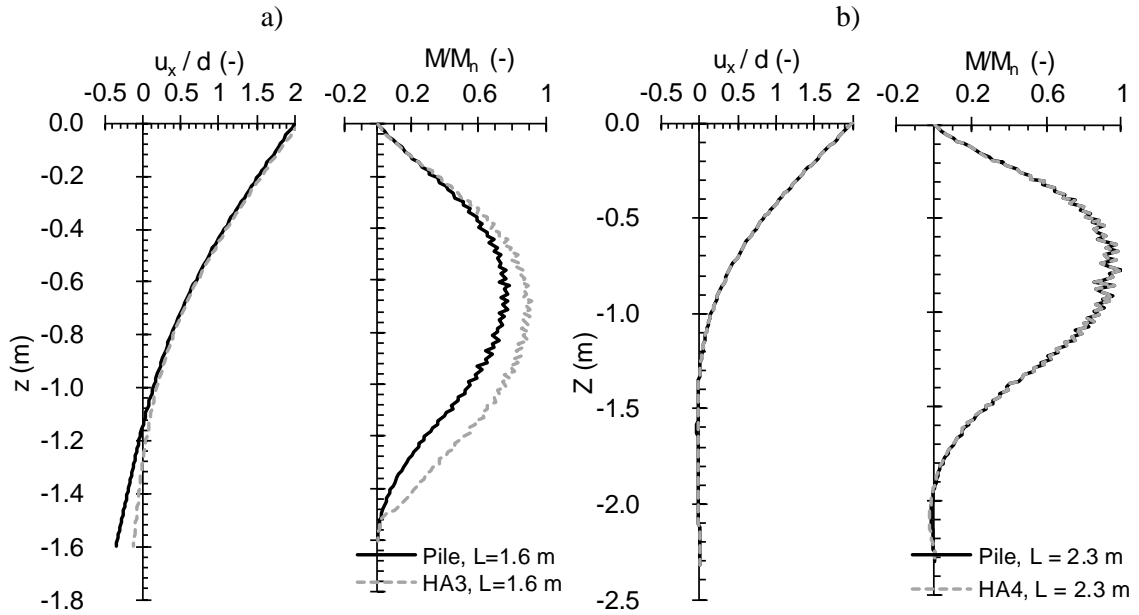 a)
b)
u_x / d (-)
M/M_n (-)
u_x / d (-)
M/M_n (-)
-0.5 0 0.5 1 1.5 2
-0.2 0.2 0.6 1
-0.5 0 0.5 1 1.5 2
-0.2 0.2 0.6 1
0.0
-0.2
-0.4
-0.6
-0.8
-1.0
-1.2
-1.4
-1.6
-1.8
z (m)
Pile, L=1.6 m
HA3, L=1.6 m
0.0
-0.5
-1.0
-1.5
-2.0
-2.5
Z (m)
Pile, L = 2.3 m
HA4, L = 2.3 m